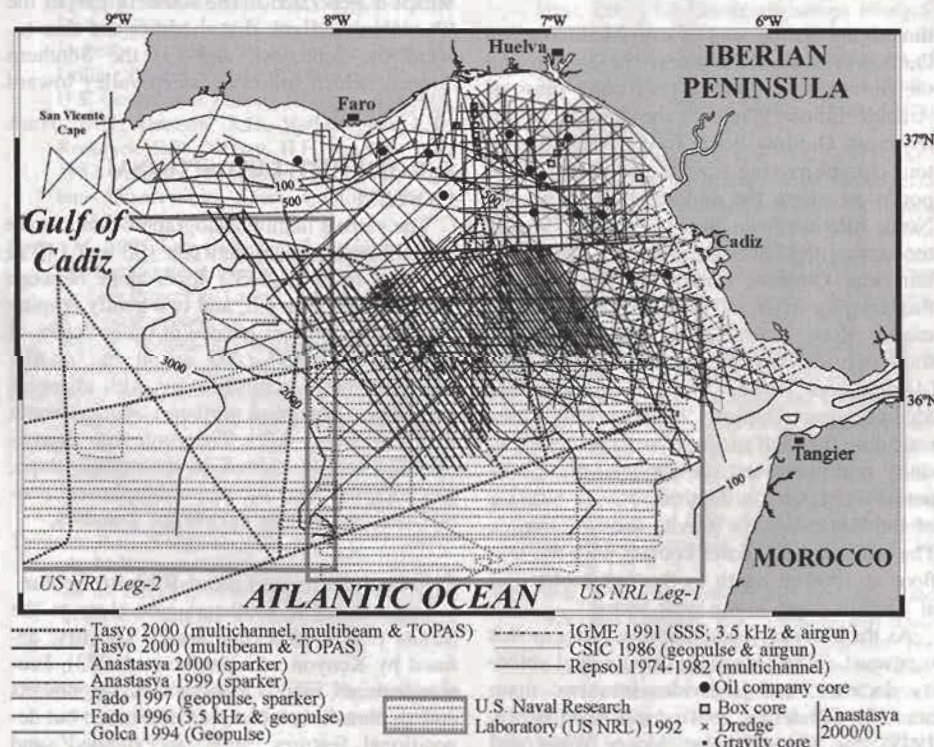 9°W
8°W
7°W
6°W
Huelva
IBERIAN
PENINSULA
Faro
San Vicente
Cape
37°N
100
500
500
Gulf of
Cadiz
Cadiz
3000
36°N
Tangier
100
MOROCCO
US NRL Leg-2
ATLANTIC OCEAN
US NRL Leg-1
Tasyo 2000 (multichannel, multibeam & TOPAS)
Tasyo 2000 (multibeam & TOPAS)
Anastasya 2000 (sparker)
Anastasya 1999 (sparker)
Fado 1997 (geopulse, sparker)
Fado 1996 (3.5 kHz & geopulse)
Golca 1994 (Geopulse)
IGME 1991 (SSS; 3.5 kHz & airgun)
CSIC 1986 (geopulse & airgun)
Repsol 1974-1982 (multichannel)
U.S. Naval Research
Laboratory (US NRL) 1992
Oil company core
Box core
Dredge
Gravity core
Anastasya
2000/01